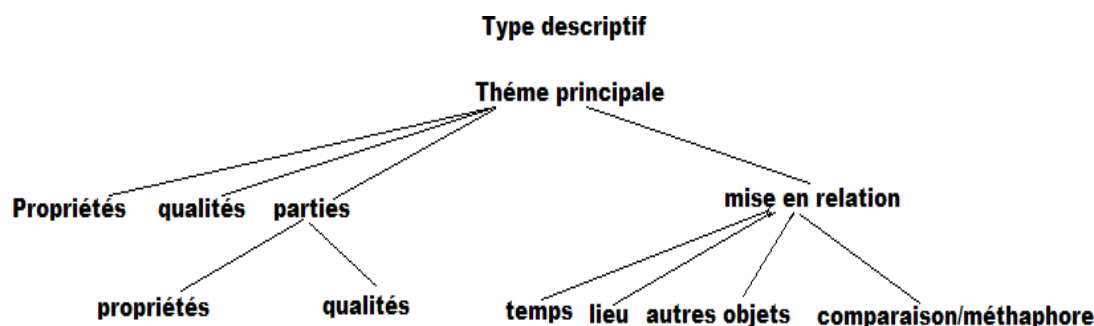 Type descriptif
Théme principale
Propriétés qualités parties mise en relation
propriétés qualités temps lieu autres objets comparaison/méthaphore